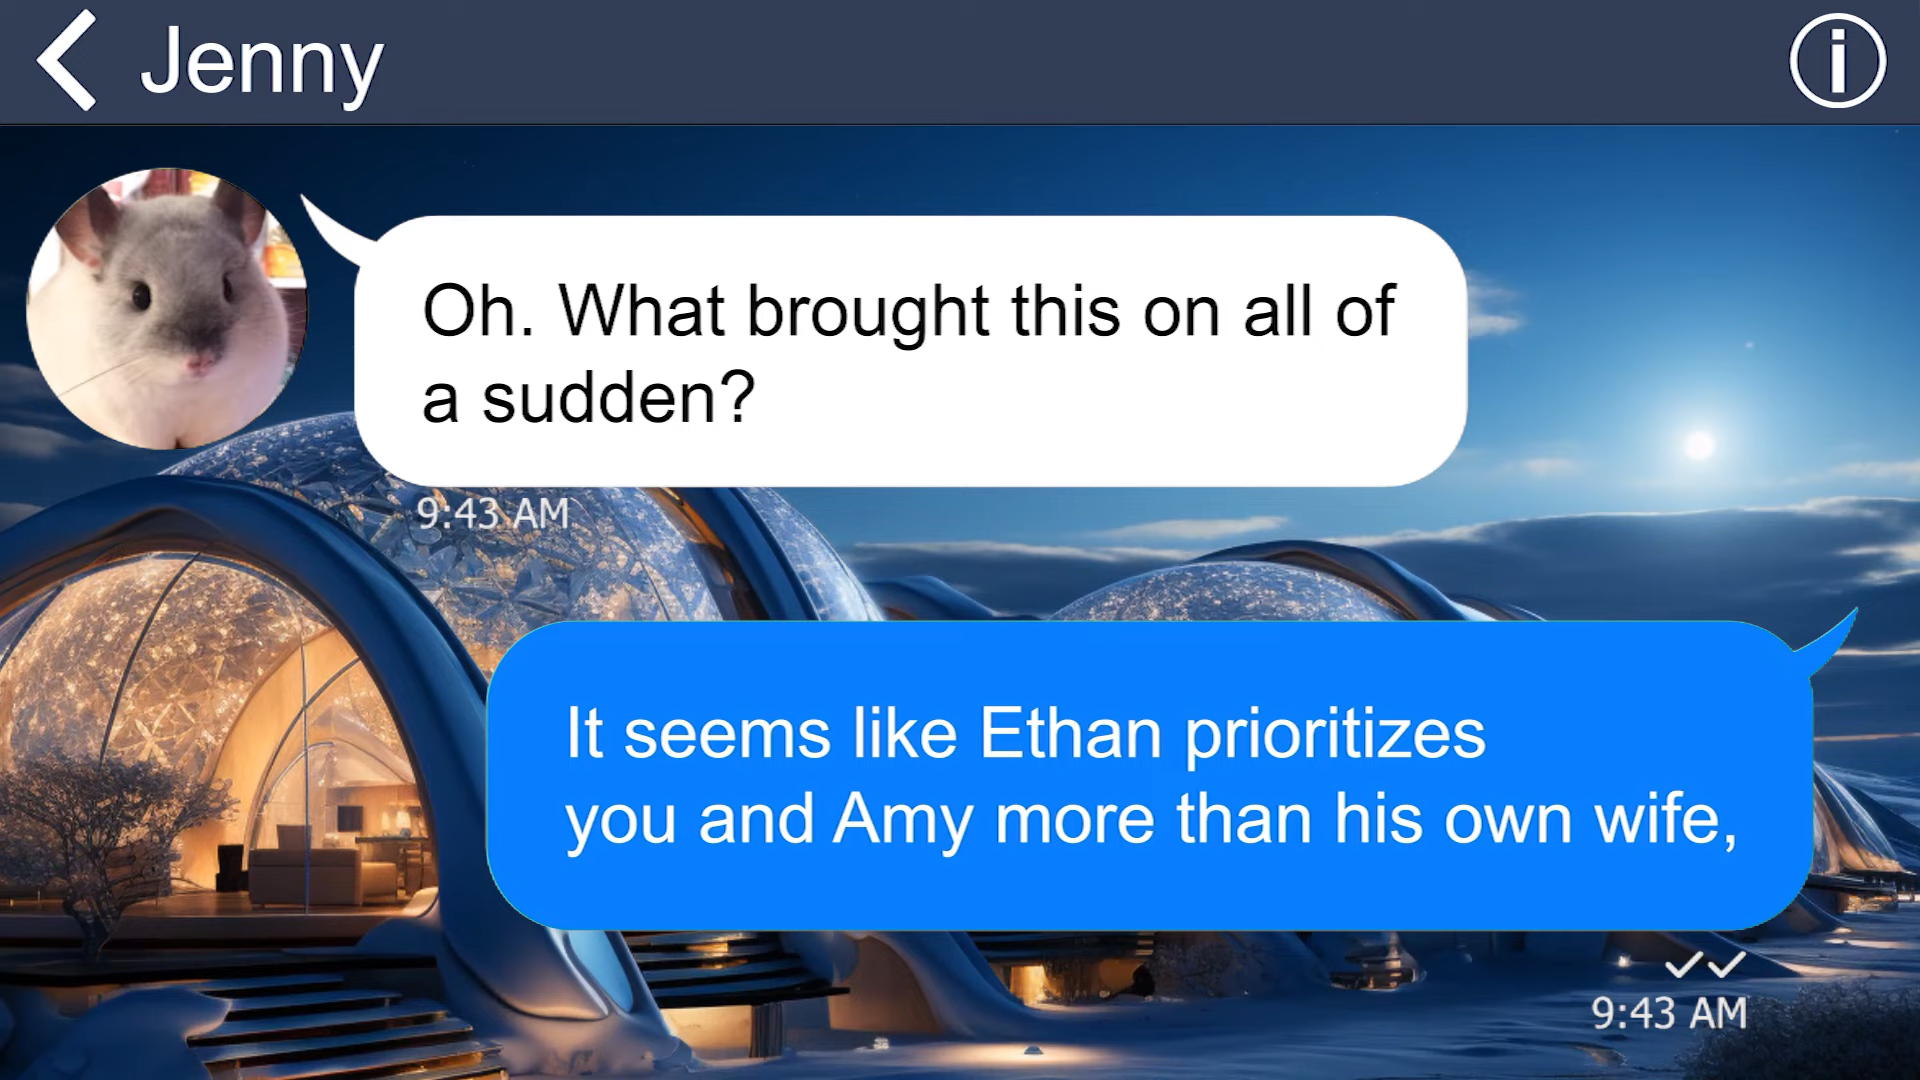 Jenny
Oh. What brought this on all of
a sudden?
9:43 AM
It seems like Ethan prioritizes
you and Amy more than his own wife,
9:43 AM